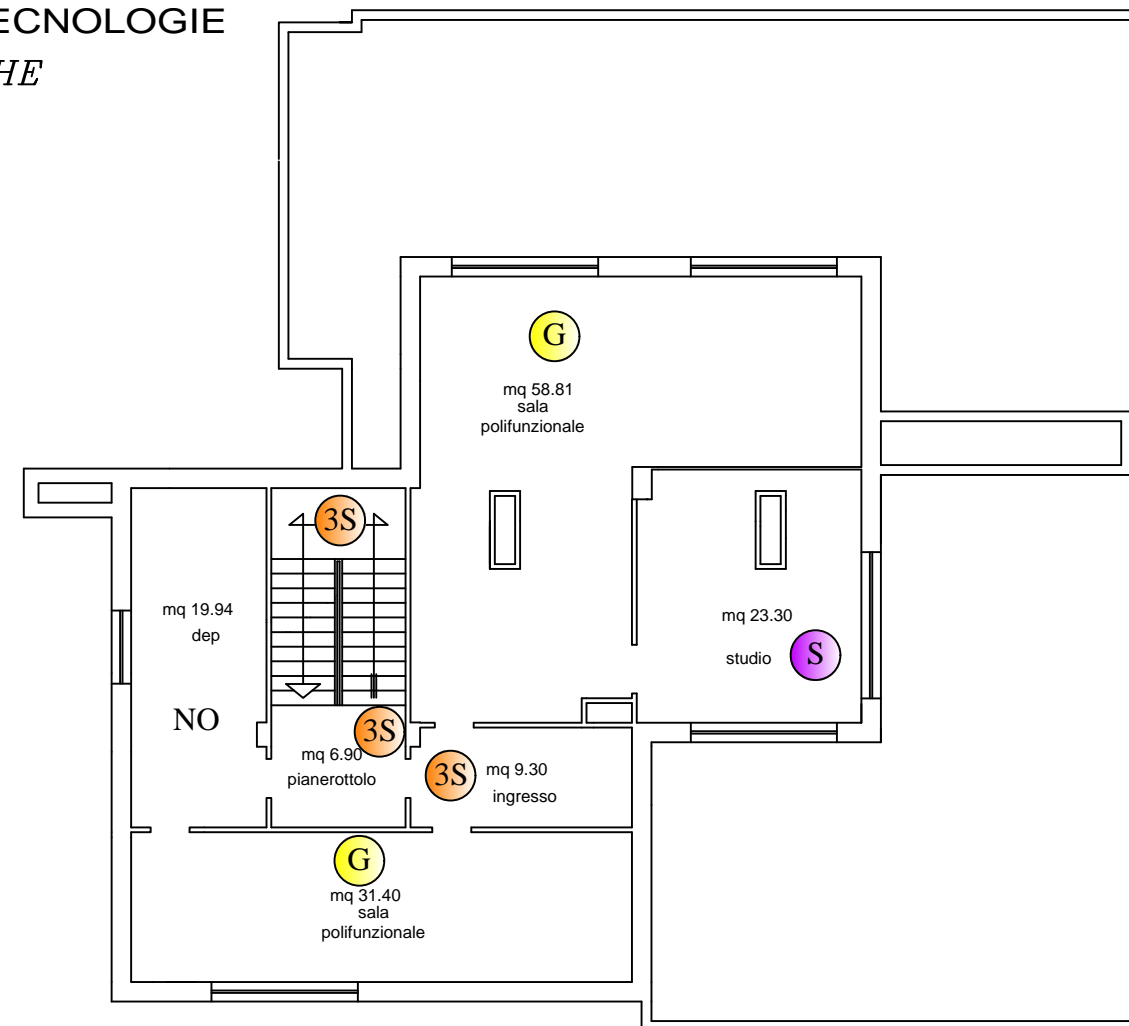 ECNOLOGIE
HE
G
mq 58.81
sala
polifunzionale
3S
mq 19.94
dep
mq 23.30
studio
S
NO
3S
mq 6.90
pianerottolo
3S
mq 9.30
ingresso
G
mq 31.40
sala
polifunzionale